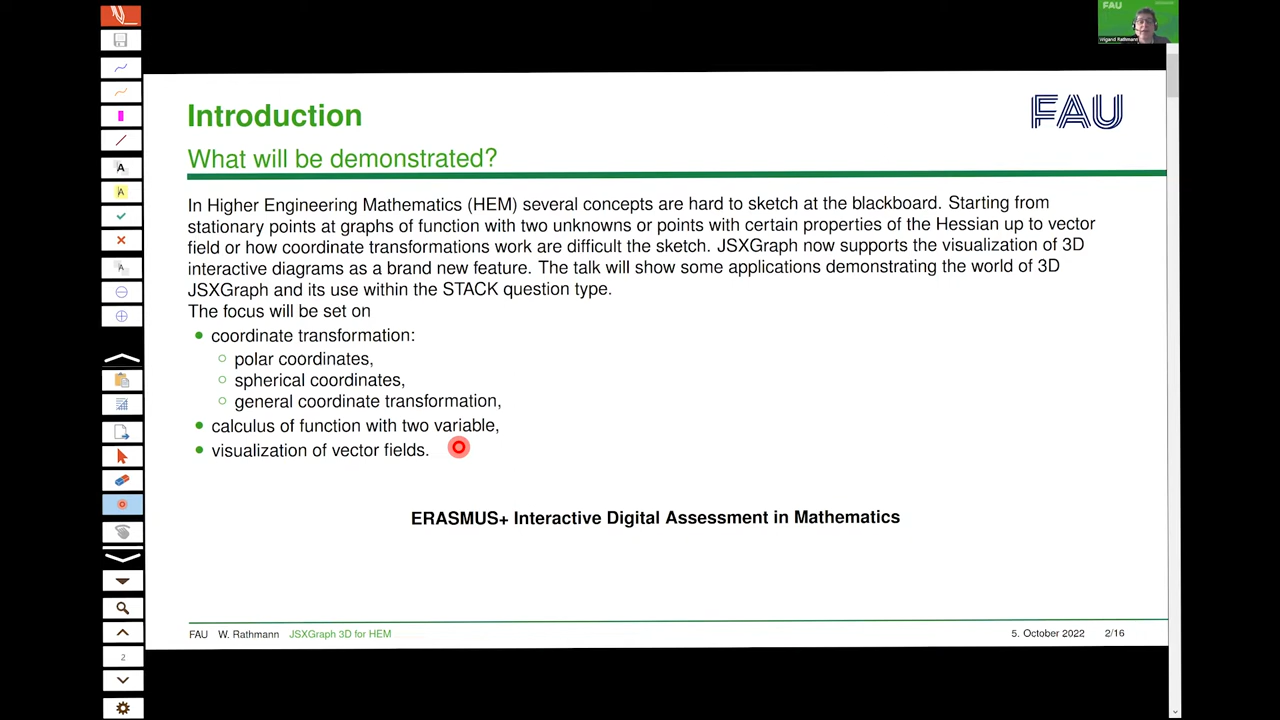 FAU
Wigand Rathmann
Introduction
FAU
What will be demonstrated?
In Higher Engineering Mathematics (HEM) several concepts are hard to sketch at the blackboard. Starting from
stationary points at graphs of function with two unknowns or points with certain properties of the Hessian up to vector
field or how coordinate transformations work are difficult the sketch. JSXGraph now supports the visualization of 3D
interactive diagrams as a brand new feature. The talk will show some applications demonstrating the world of 3D
JSXGraph and its use within the STACK question type.
The focus will be set on
coordinate transformation:
polar coordinates,
spherical coordinates,
general coordinate transformation,
calculus of function with two variable,
visualization of vector fields.
ERASMUS+ Interactive Digital Assessment in Mathematics
FAU W. Rathmann JSXGraph 3D for HEM 5. October 2022 2/16
A
A
A
2